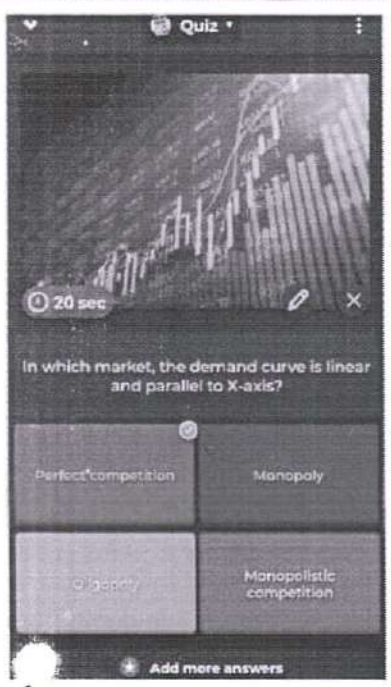 Quiz
20 sec
In which market, the demand curve is linear
and parallel to X-axis?
Perfect competition
Monopoly
Oligopoly
Monopolistic
competition
Add more answers